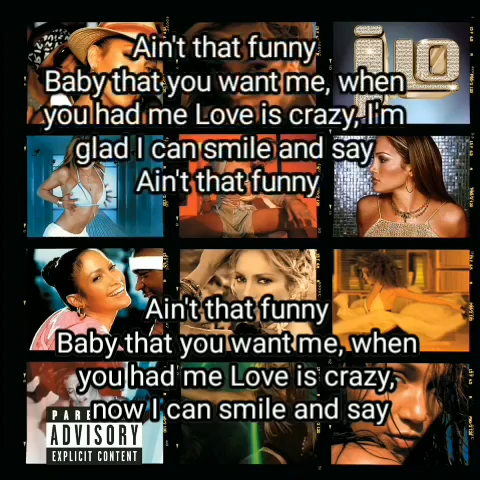 Ain't that funny
Baby that you want me, when
you had me Love is crazy, I'm
glad I can smile and say
Ain't that funny
Ain't that funny
Baby that you want me, when
you had me Love is crazy,
now I can smile and say
PARE
ADVISORY
EXPLICIT CONTENT